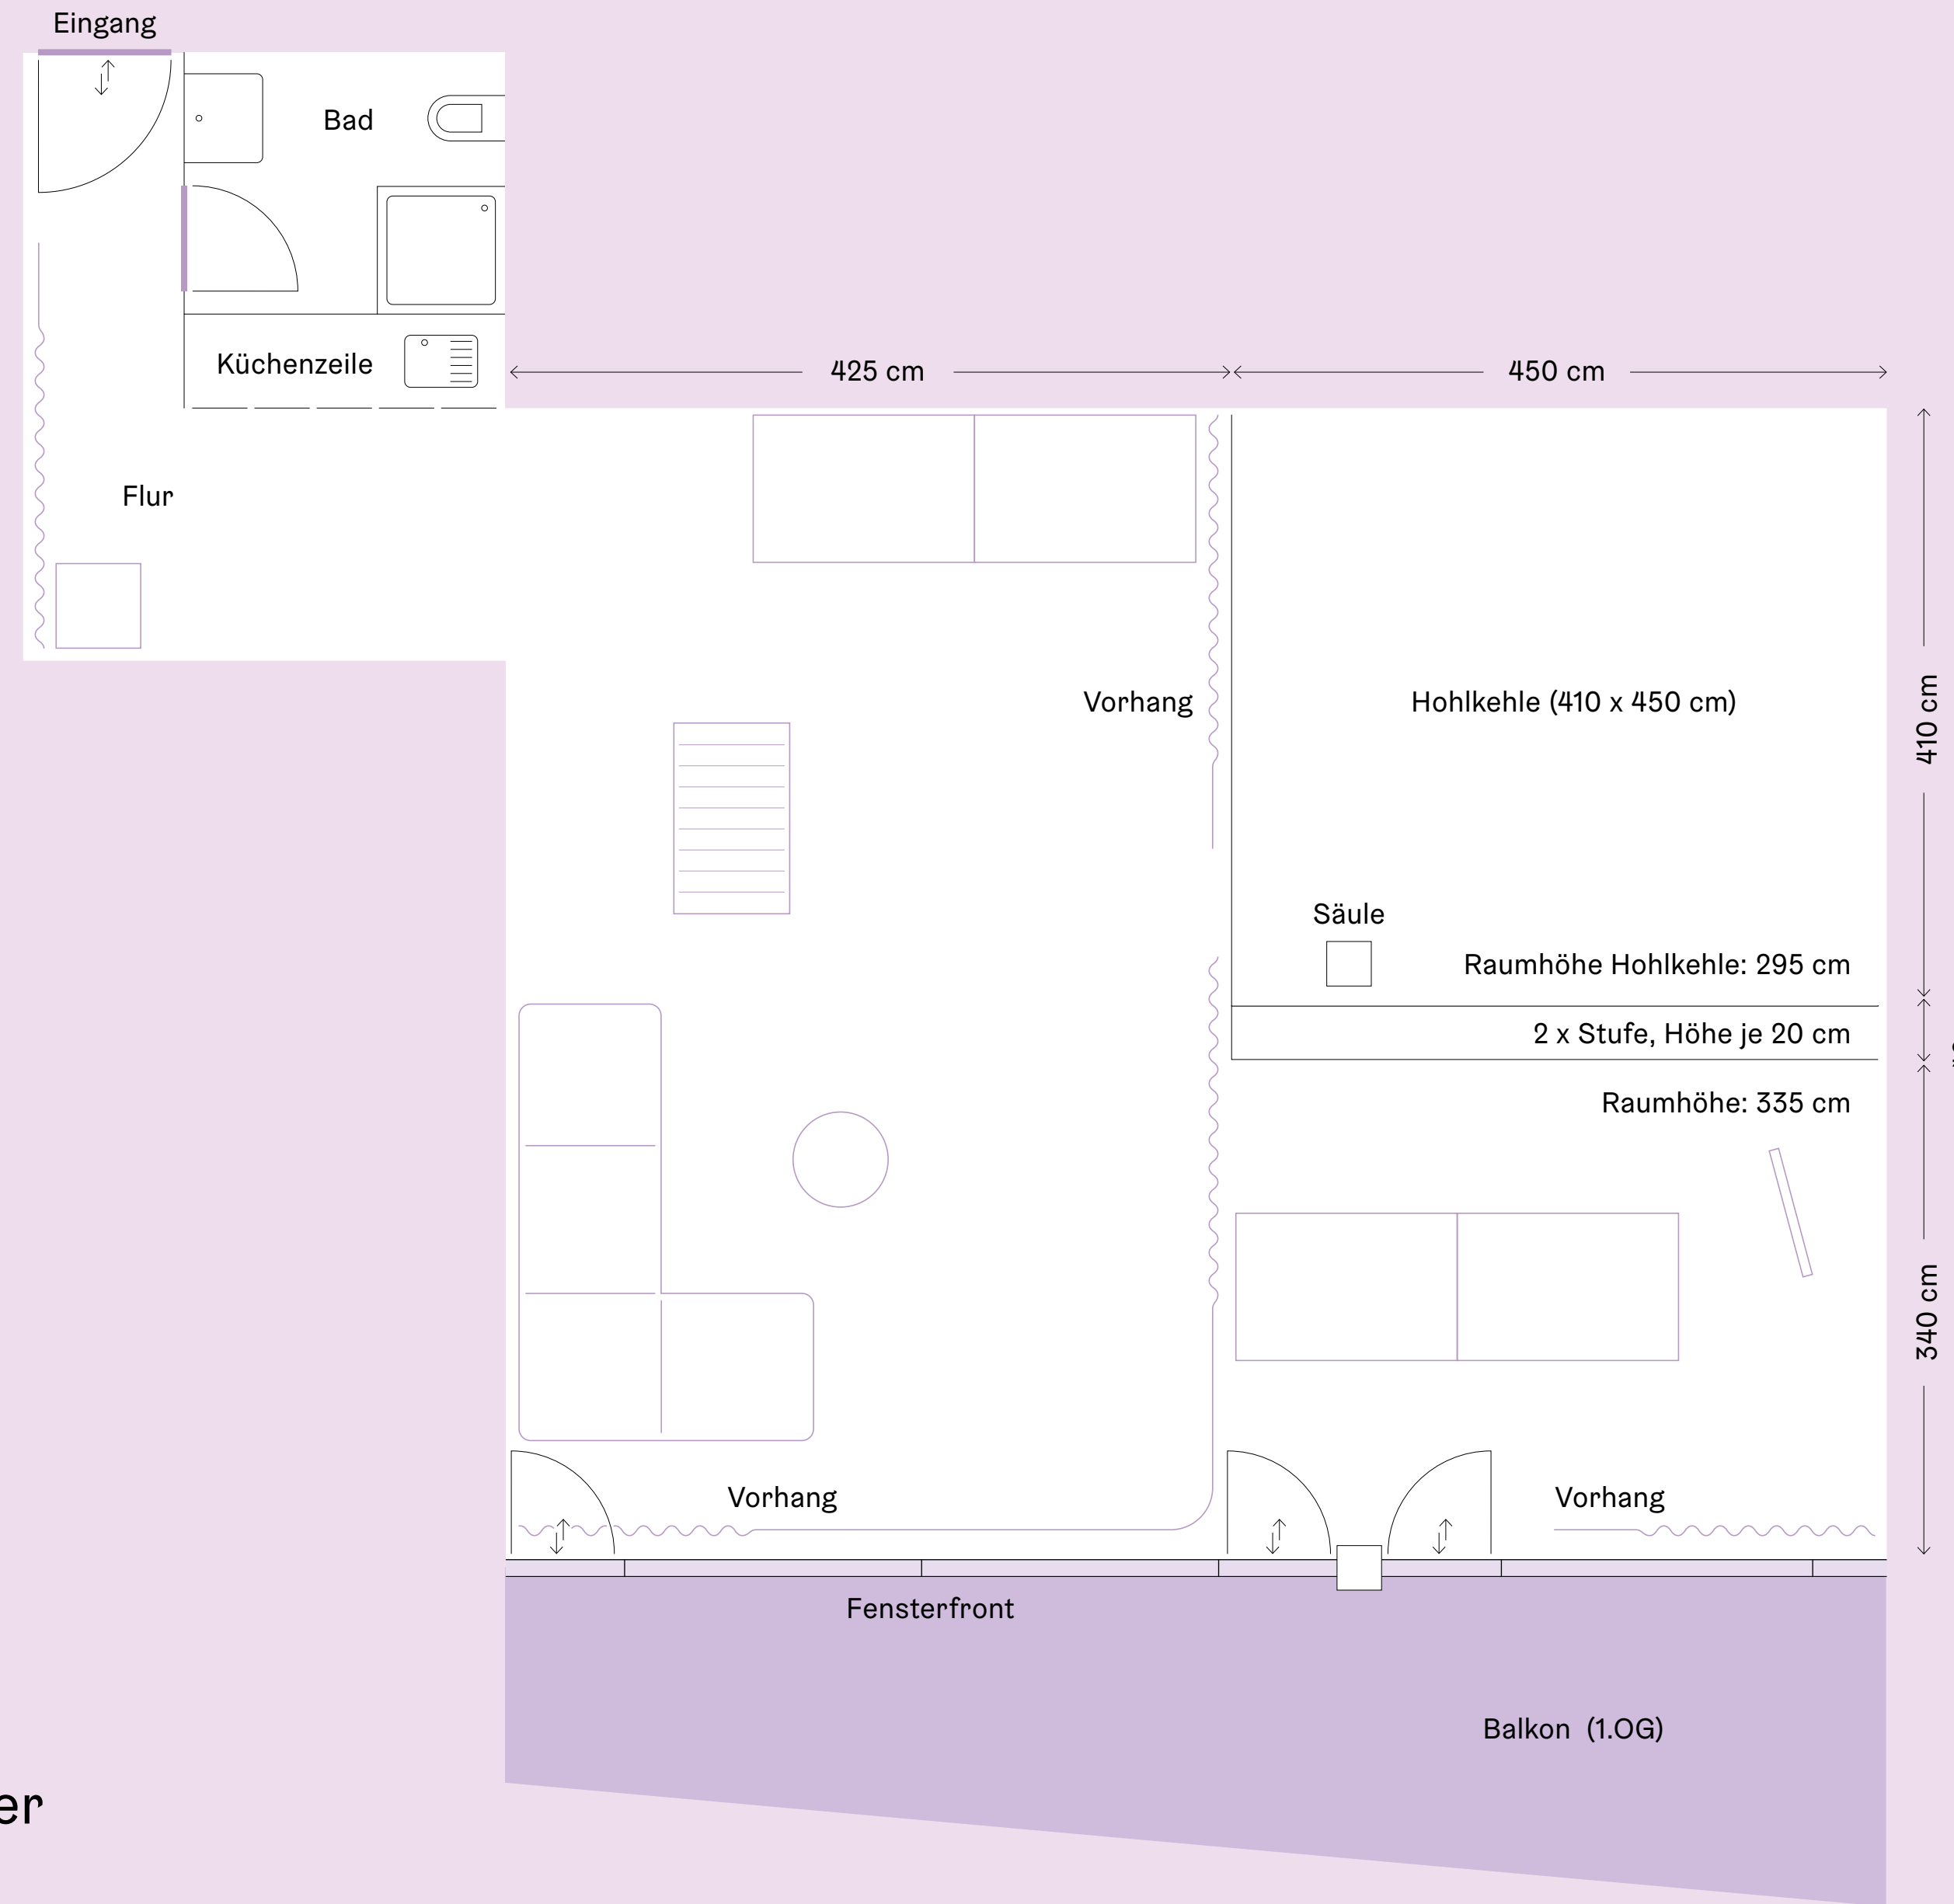 Eingang
Bad
Küchenzeile
425 cm
450 cm
Flur
Vorhang
Hohlkehle (410 x 450 cm)
410 cm
Säule
Raumhöhe Hohlkehle: 295 cm
2 x Stufe, Höhe je 20 cm
Raumhöhe: 335 cm
340 cm
Vorhang
Vorhang
Fensterfront
Balkon (1.OG)
er